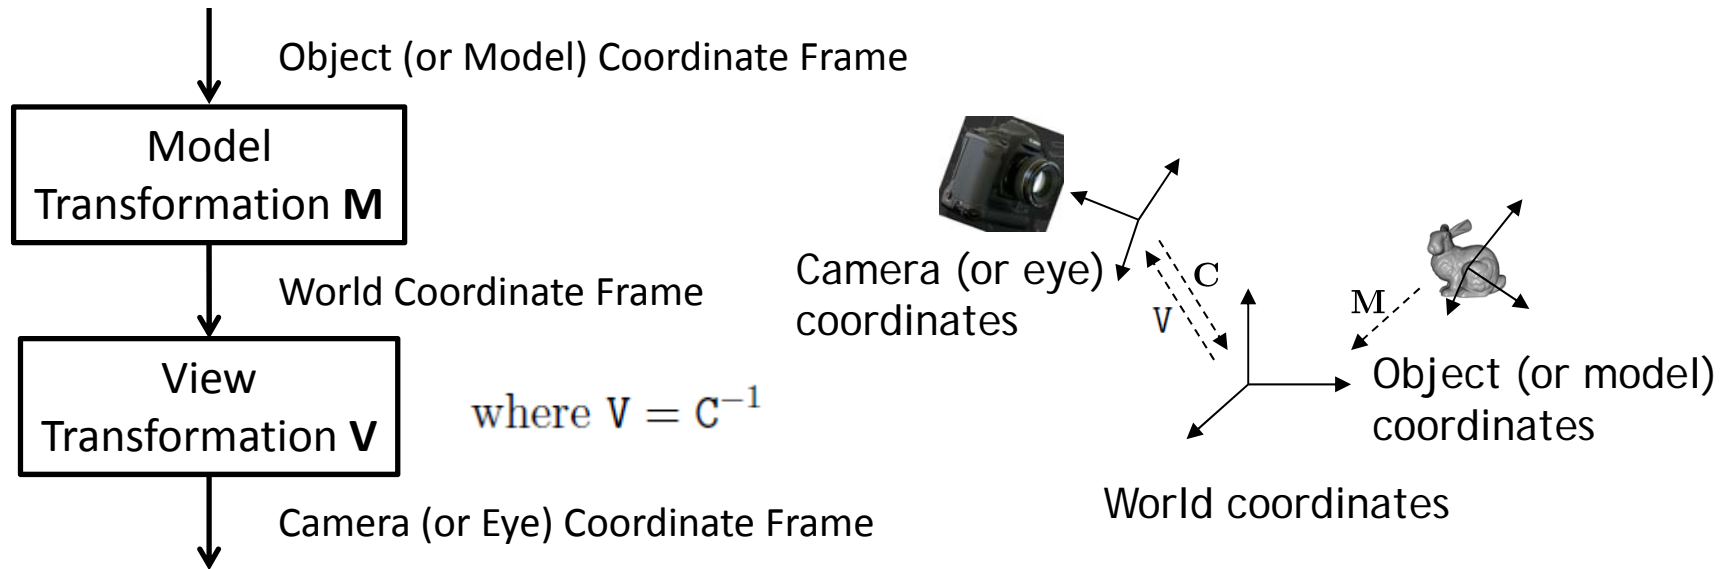 Object (or Model) Coordinate Frame
Model
Transformation M
World Coordinate Frame
View
Transformation V
where V = C⁻¹
Camera (or Eye) Coordinate Frame
Camera (or eye)
coordinates
C
V
M
Object (or model)
coordinates
World coordinates